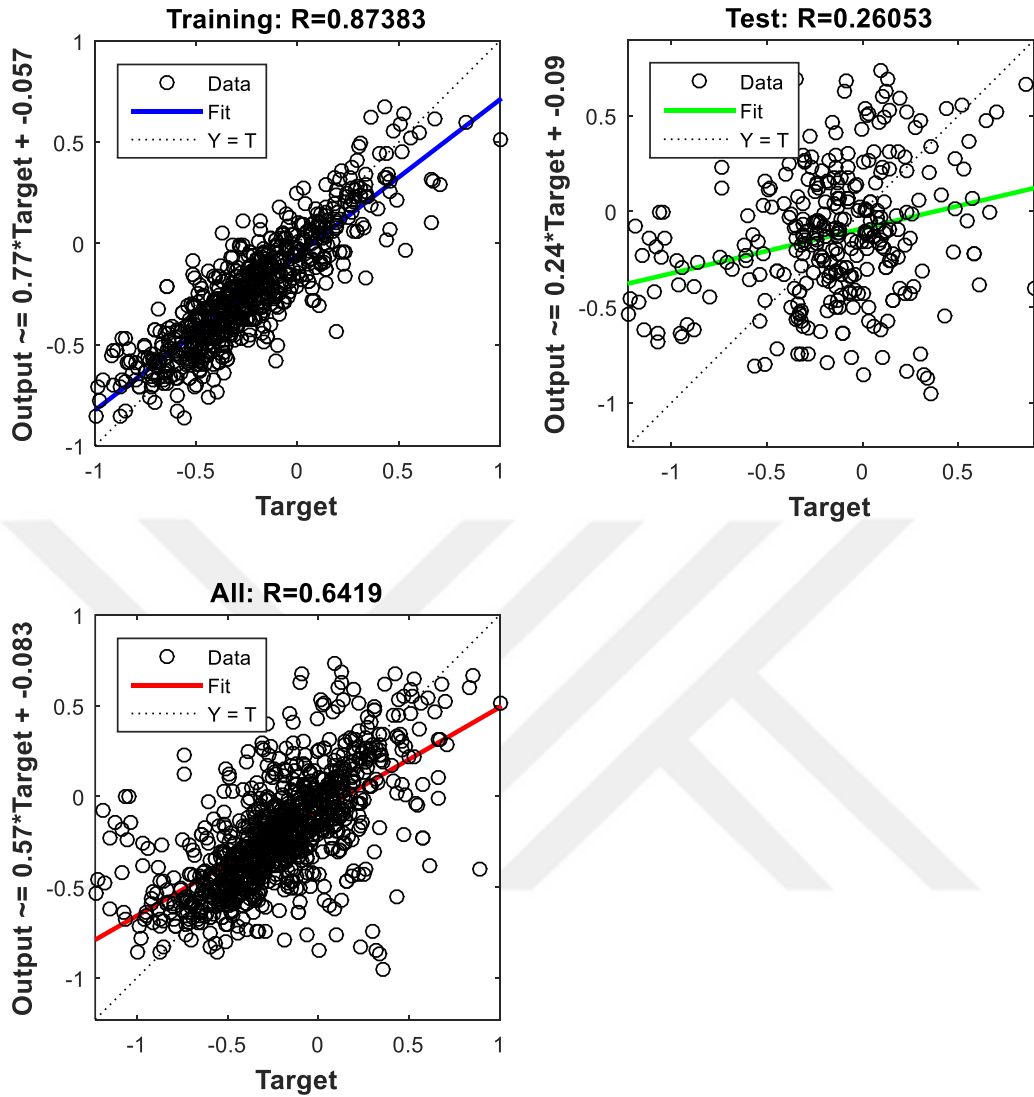 Training: R=0.87383
Output ~= 0.77*Target + -0.057
1
0.5
0
-0.5
-1
Data
Fit
Y = T
-1
-0.5
0
0.5
1
Target
Test: R=0.26053
Output ~= 0.24*Target + -0.09
0.5
0
-0.5
-1
Data
Fit
Y = T
-1
-0.5
0
0.5
Target
All: R=0.6419
Output ~= 0.57*Target + -0.083
1
0.5
0
-0.5
-1
Data
Fit
Y = T
-1
-0.5
0
0.5
1
Target